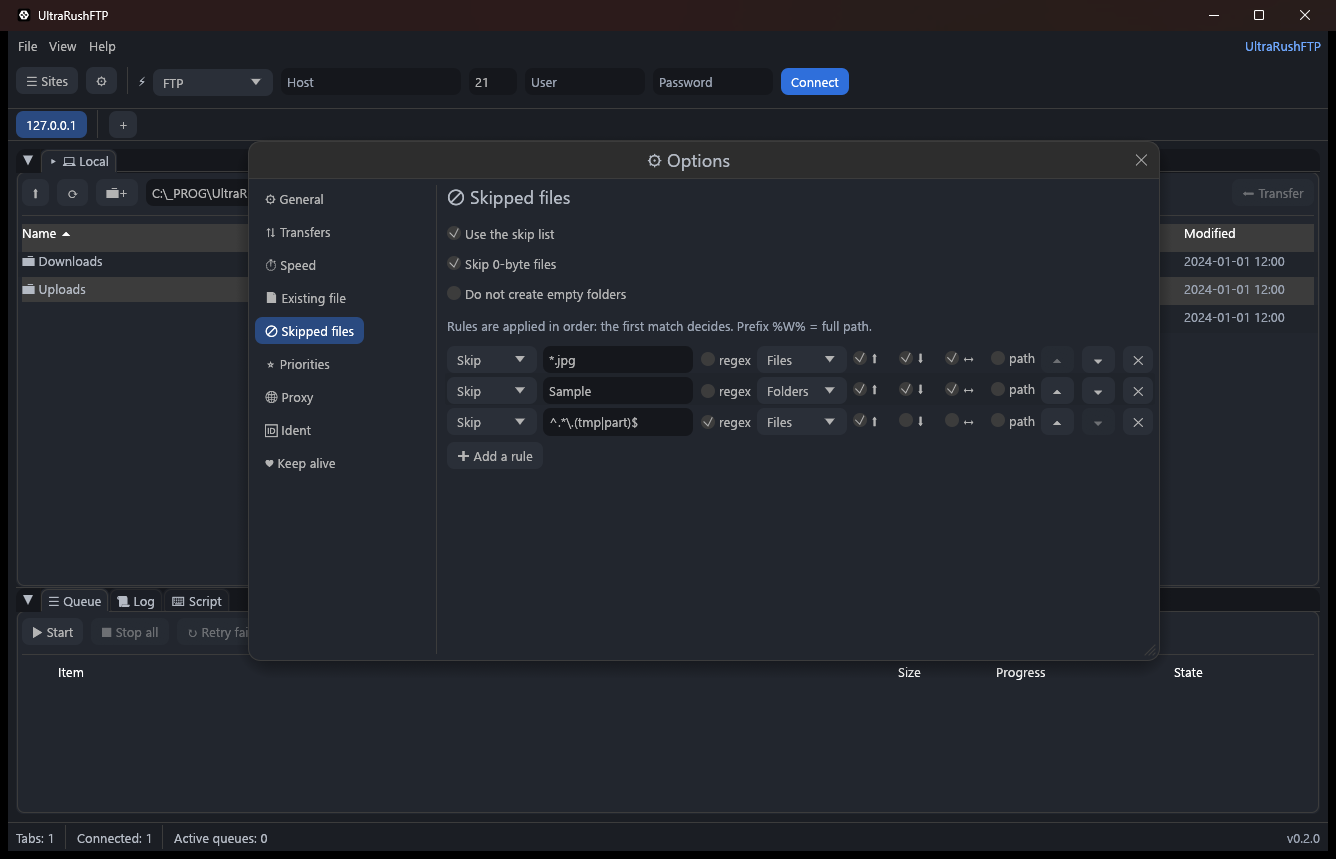 UltraRushFTP
File View Help UltraRushFTP
Sites FTP Host 21 User Password Connect
127.0.0.1 +
Local
C:\_PROG\UltraR
Transfer
Name Modified
Downloads 2024-01-01 12:00
Uploads 2024-01-01 12:00
2024-01-01 12:00
Options
General
Transfers
Speed
Existing file
Skipped files
Priorities
Proxy
Ident
Keep alive
Skipped files
Use the skip list
Skip 0-byte files
Do not create empty folders
Rules are applied in order: the first match decides. Prefix %W% = full path.
Skip *.jpg regex Files path
Skip Sample regex Folders path
Skip ^.*\.(tmp|part)$ regex Files path
+ Add a rule
Queue Log Script
Start Stop all Retry fai
Item Size Progress State
Tabs: 1 Connected: 1 Active queues: 0 v0.2.0